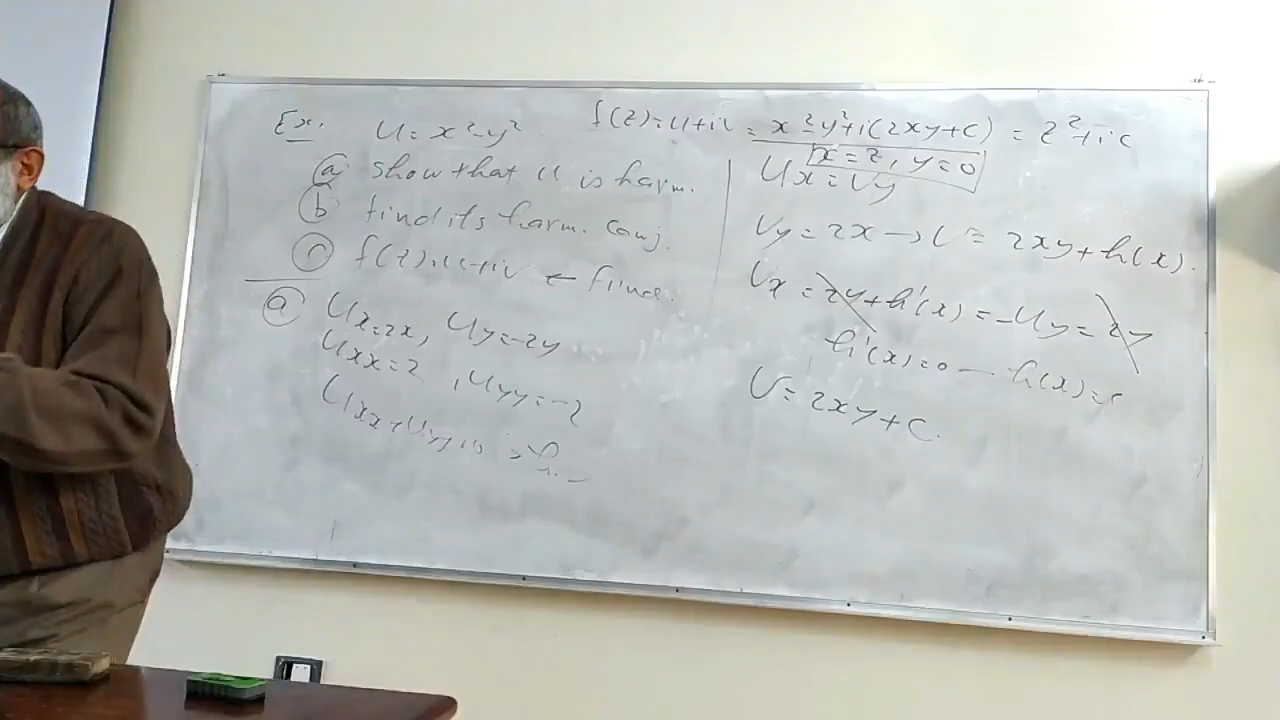 Ex. U = x² - y²
ⓐ Show that U is harm.
ⓑ find its harm. conj.
ⓒ f(z) = u+iv ← find
ⓐ Ux = 2x, Uy = -2y
Uxx = 2, Uyy = -2
Uxx + Uyy = 0 ⇒ h.
f(z) = u+iv = x² - y² + i(2xy + c) = z² + ic
x = z, y = 0
Ux = Vy
Vy = 2x → V = 2xy + h(x).
Vx = 2y + h'(x) = -Uy = 2y
h'(x) = 0 — h(x) = c
V = 2xy + c.